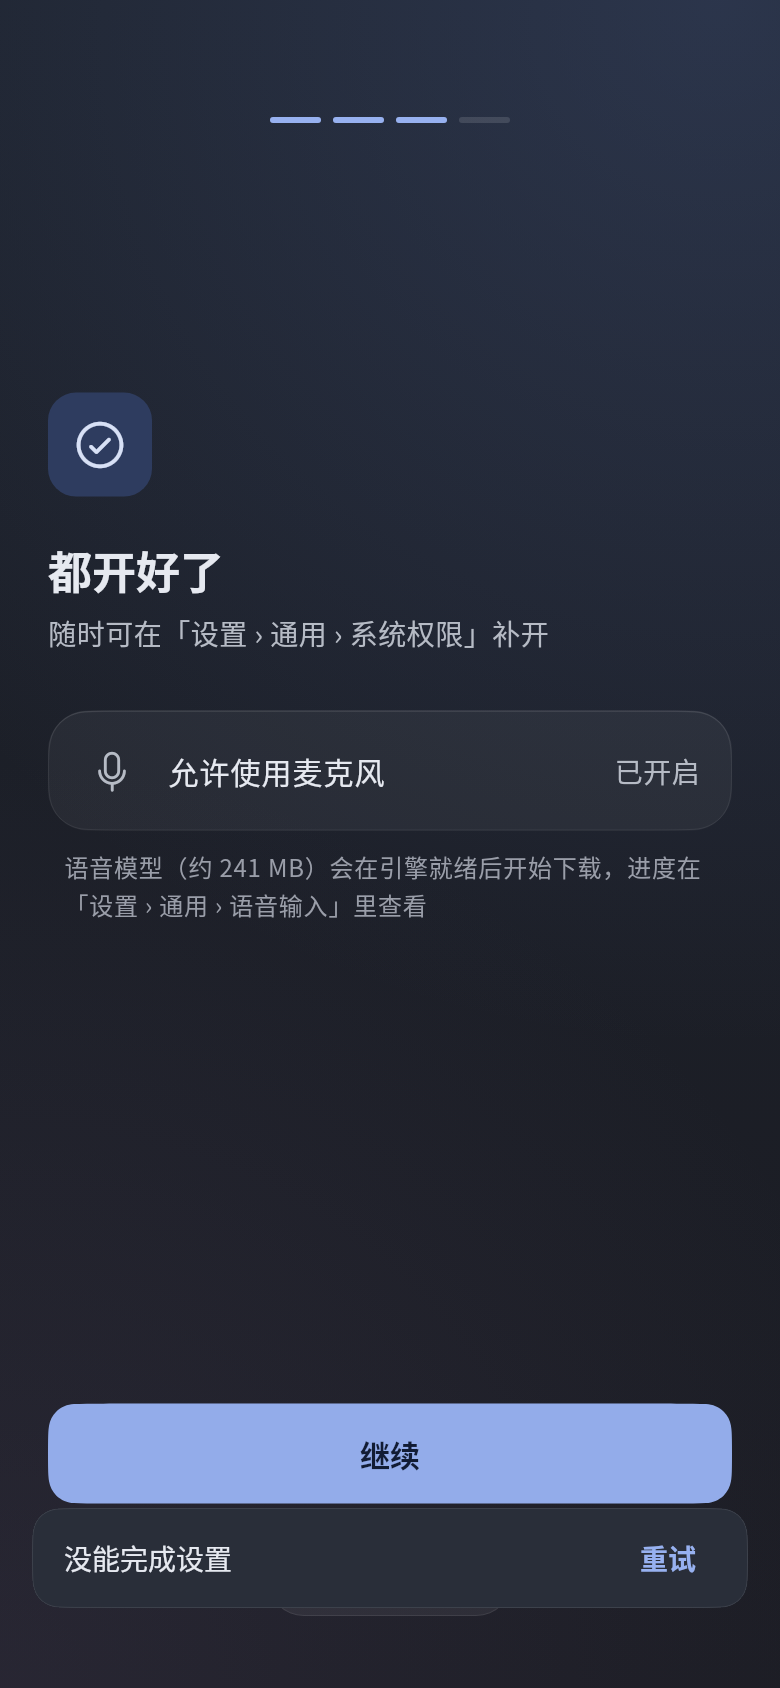 都开好了
随时可在「设置 › 通用 › 系统权限」补开
允许使用麦克风
已开启
语音模型（约 241 MB）会在引擎就绪后开始下载，进度在
「设置 › 通用 › 语音输入」里查看
继续
没能完成设置
重试